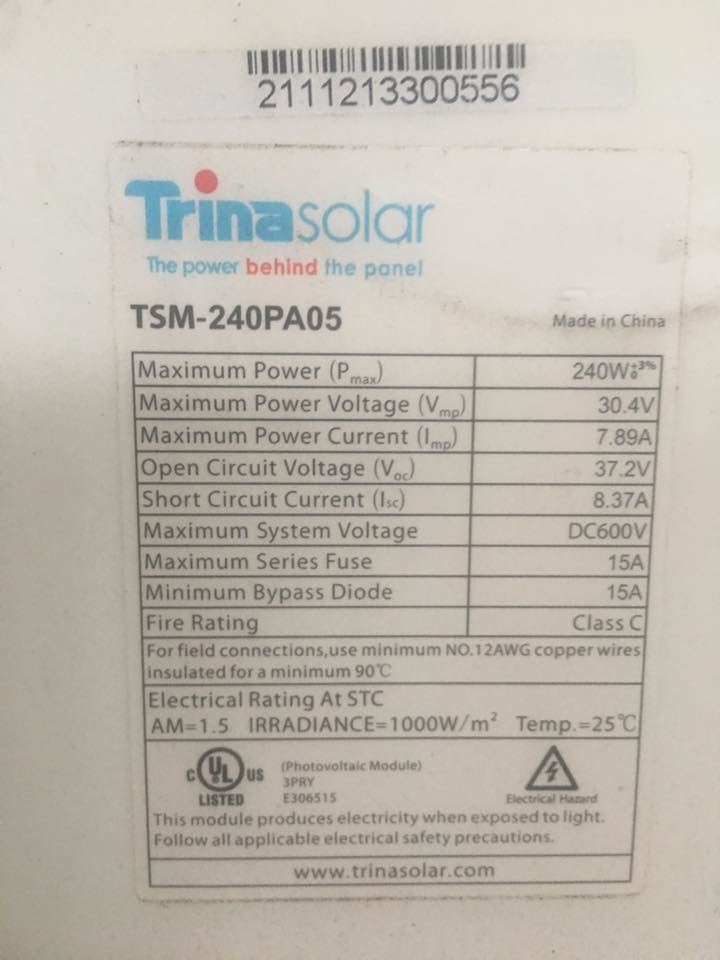 2111213300556
Trinasolar
The power behind the panel
TSM-240PA05
Made in China
Maximum Power (Pmax) 240W+3% 0
Maximum Power Voltage (Vmp) 30.4V
Maximum Power Current (Imp) 7.89A
Open Circuit Voltage (Voc) 37.2V
Short Circuit Current (Isc) 8.37A
Maximum System Voltage DC600V
Maximum Series Fuse 15A
Minimum Bypass Diode 15A
Fire Rating Class C
For field connections,use minimum NO.12AWG copper wires
insulated for a minimum 90℃
Electrical Rating At STC
AM=1.5 IRRADIANCE=1000W/m² Temp.=25℃
C UL US
LISTED
(Photovoltaic Module)
3PRY
E306515
Electrical Hazard
This module produces electricity when exposed to light.
Follow all applicable electrical safety precautions.
www.trinasolar.com